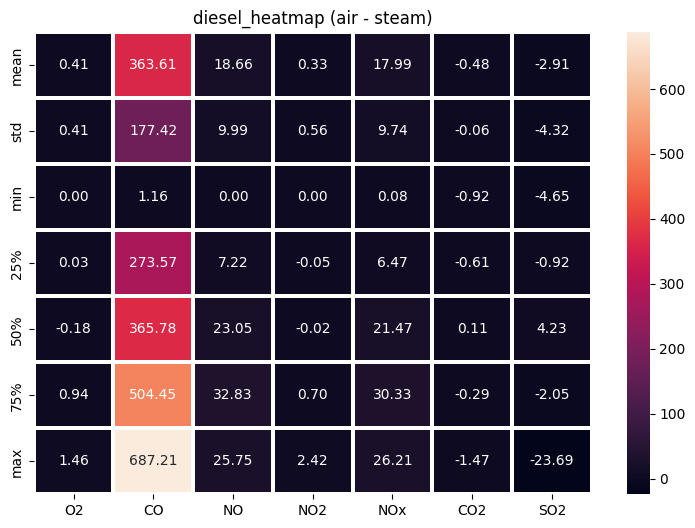 diesel_heatmap (air - steam)
mean 0.41 363.61 18.66 0.33 17.99 -0.48 -2.91
std 0.41 177.42 9.99 0.56 9.74 -0.06 -4.32
min 0.00 1.16 0.00 0.00 0.08 -0.92 -4.65
25% 0.03 273.57 7.22 -0.05 6.47 -0.61 -0.92
50% -0.18 365.78 23.05 -0.02 21.47 0.11 4.23
75% 0.94 504.45 32.83 0.70 30.33 -0.29 -2.05
max 1.46 687.21 25.75 2.42 26.21 -1.47 -23.69
O2 CO NO NO2 NOx CO2 SO2
600
500
400
300
200
100
0